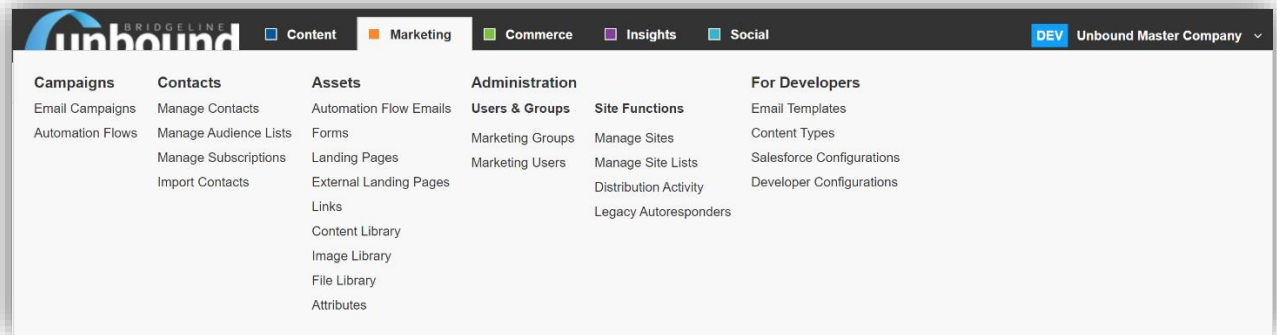 BRIDGELINE
unbound
Content
Marketing
Commerce
Insights
Social
DEV
Unbound Master Company
Campaigns
Email Campaigns
Automation Flows
Contacts
Manage Contacts
Manage Audience Lists
Manage Subscriptions
Import Contacts
Assets
Automation Flow Emails
Forms
Landing Pages
External Landing Pages
Links
Content Library
Image Library
File Library
Attributes
Administration
Users & Groups
Marketing Groups
Marketing Users
Site Functions
Manage Sites
Manage Site Lists
Distribution Activity
Legacy Autoresponders
For Developers
Email Templates
Content Types
Salesforce Configurations
Developer Configurations